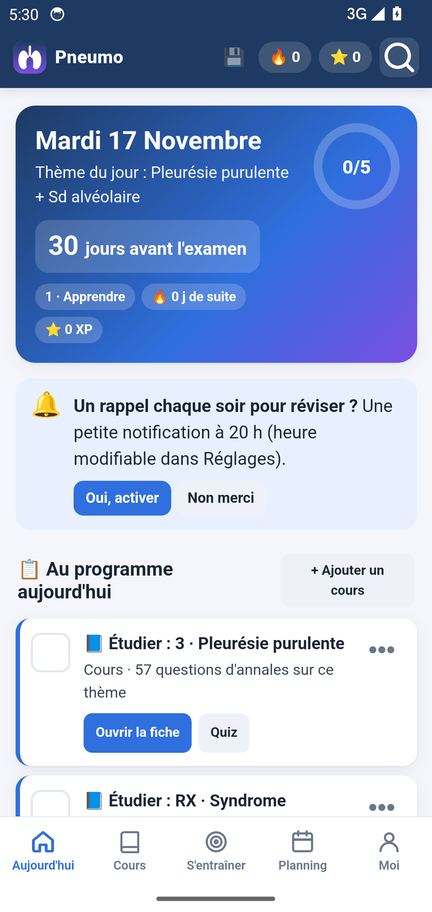 5:30
3G
Pneumo
🔥 0
⭐ 0
Mardi 17 Novembre
Thème du jour : Pleurésie purulente
+ Sd alvéolaire
0/5
30 jours avant l'examen
1 · Apprendre
🔥 0 j de suite
⭐ 0 XP
Un rappel chaque soir pour réviser ? Une
petite notification à 20 h (heure
modifiable dans Réglages).
Oui, activer
Non merci
📋 Au programme
aujourd'hui
+ Ajouter un
cours
📘 Étudier : 3 · Pleurésie purulente
Cours · 57 questions d'annales sur ce
thème
Ouvrir la fiche
Quiz
📘 Étudier : RX · Syndrome
Aujourd'hui
Cours
S'entraîner
Planning
Moi